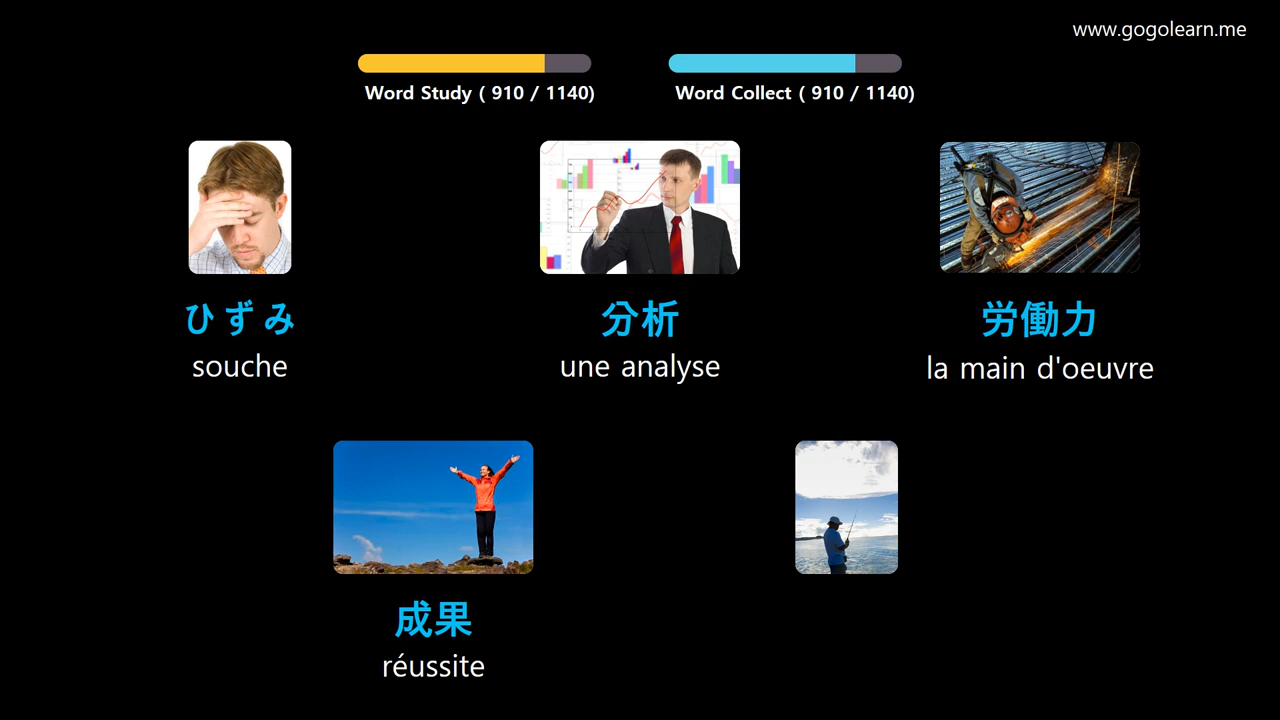 www.gogolearn.me
Word Study ( 910 / 1140)
Word Collect ( 910 / 1140)
ひずみ
souche
分析
une analyse
労働力
la main d'oeuvre
成果
réussite